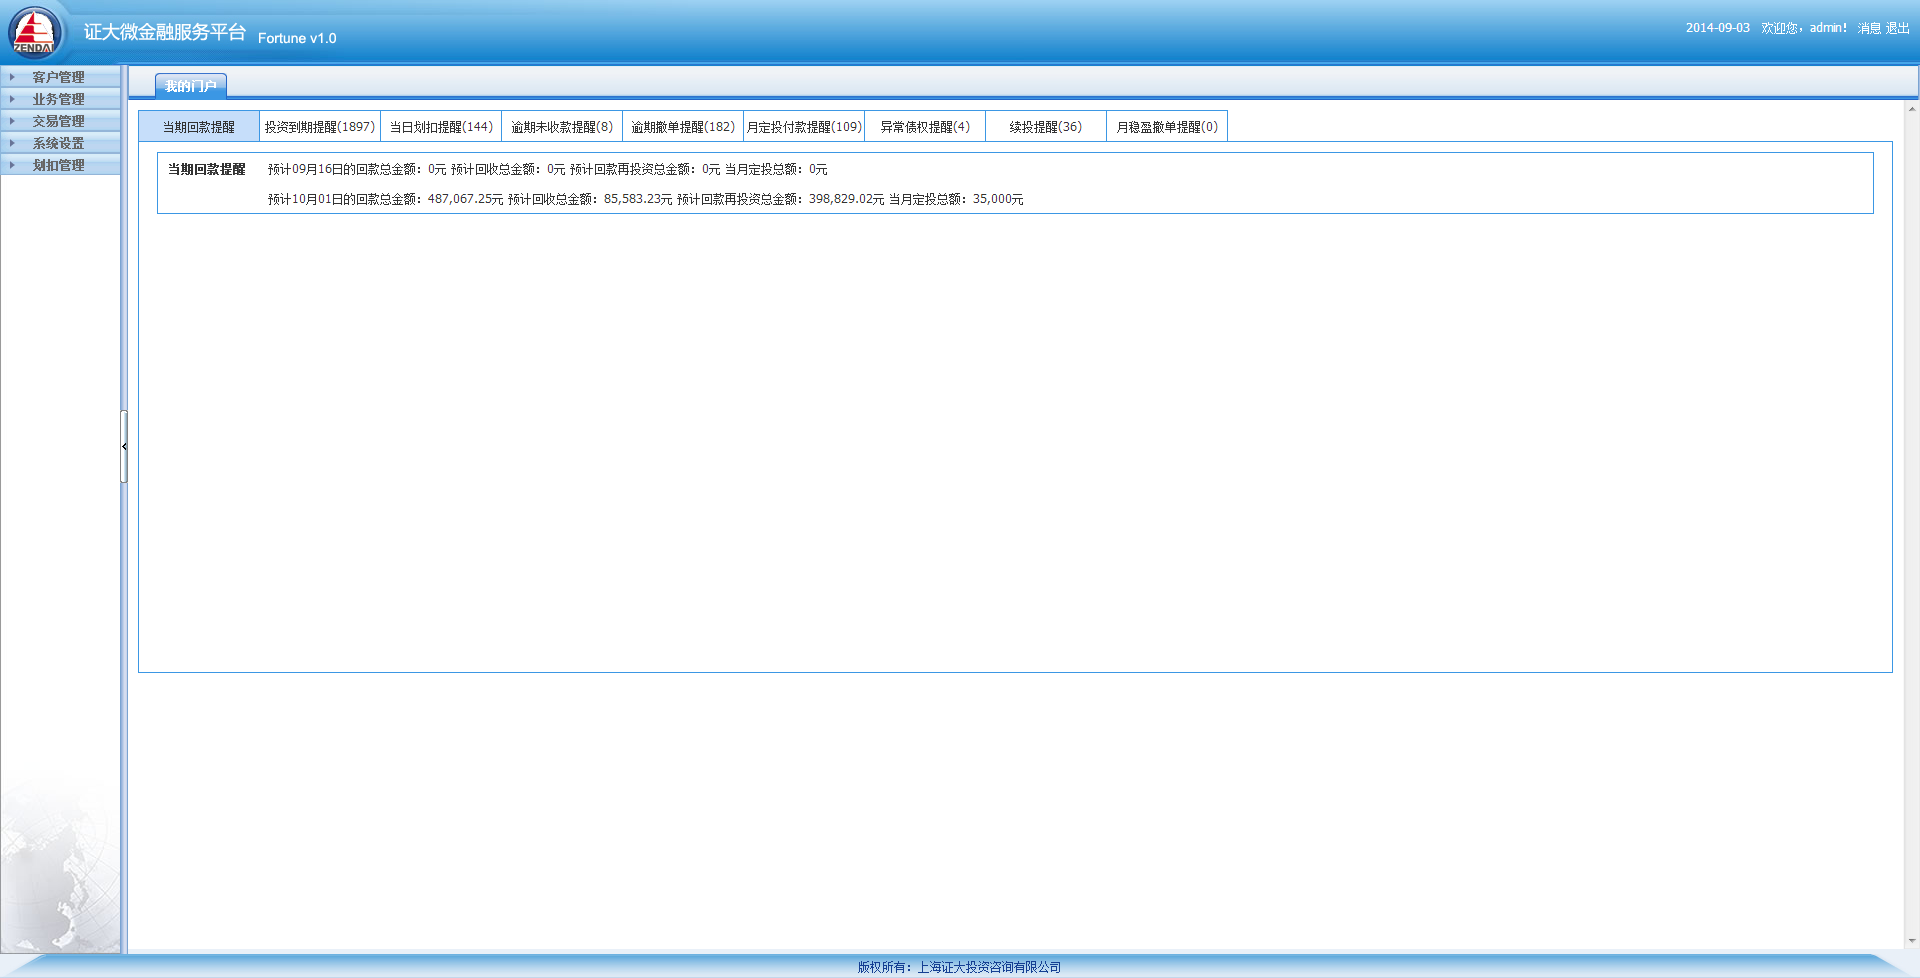 ZENDAI
证大微金融服务平台 Fortune v1.0
2014-09-03 欢迎您，admin! 消息 退出
客户管理
业务管理
交易管理
系统设置
划扣管理
我的门户
当期回款提醒 投资到期提醒(1897) 当日划扣提醒(144) 逾期未收款提醒(8) 逾期撤单提醒(182) 月定投付款提醒(109) 异常债权提醒(4) 续投提醒(36) 月稳盈撤单提醒(0)
当期回款提醒 预计09月16日的回款总金额：0元 预计回收总金额：0元 预计回款再投资总金额：0元 当月定投总额：0元
预计10月01日的回款总金额：487,067.25元 预计回收总金额：85,583.23元 预计回款再投资总金额：398,829.02元 当月定投总额：35,000元
版权所有：上海证大投资咨询有限公司